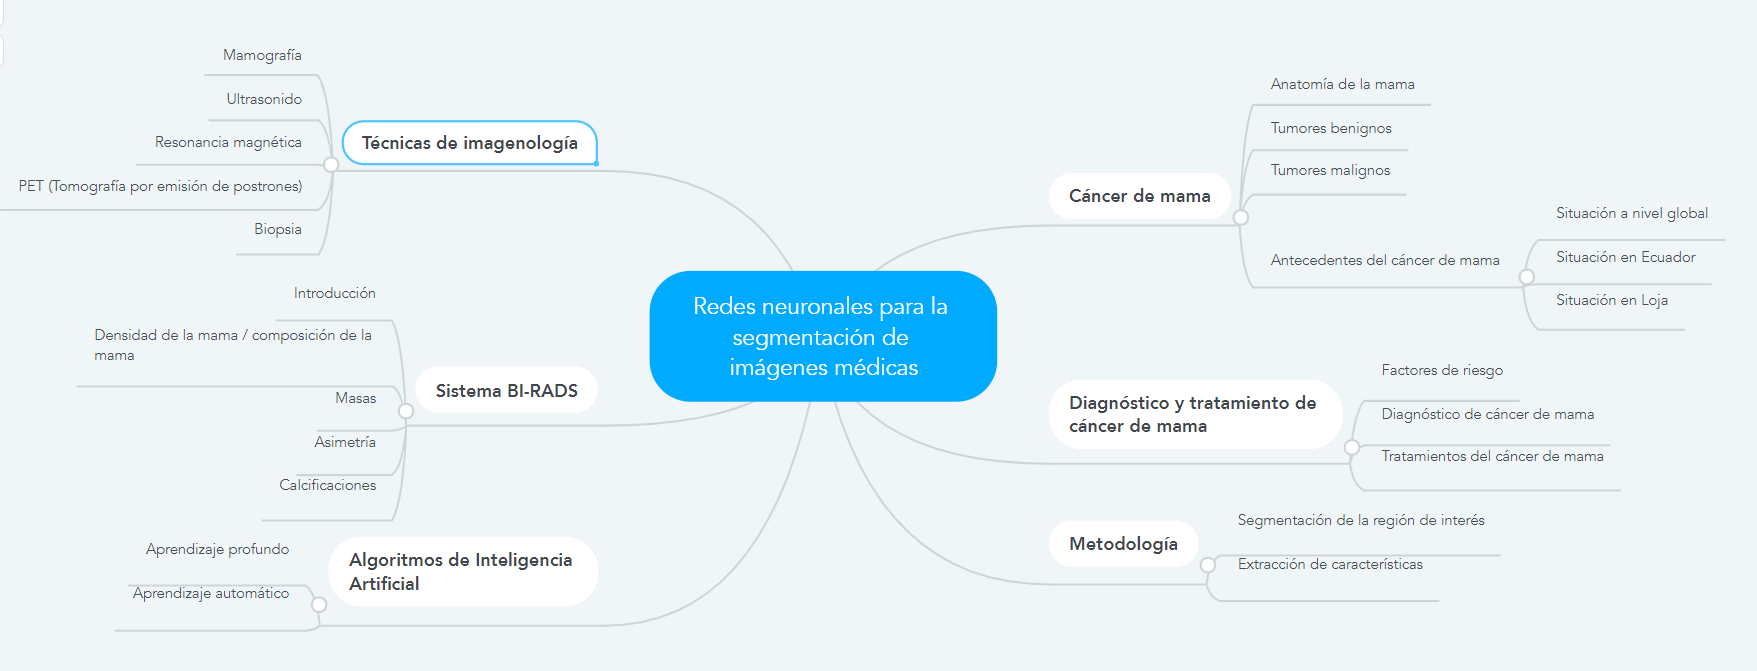 Redes neuronales para la
segmentación de
imágenes médicas
Técnicas de imagenología
Mamografía
Ultrasonido
Resonancia magnética
PET (Tomografía por emisión de postrones)
Biopsia
Sistema BI-RADS
Introducción
Densidad de la mama / composición de la
mama
Masas
Asimetría
Calcificaciones
Algoritmos de Inteligencia
Artificial
Aprendizaje profundo
Aprendizaje automático
Cáncer de mama
Anatomía de la mama
Tumores benignos
Tumores malignos
Antecedentes del cáncer de mama
Situación a nivel global
Situación en Ecuador
Situación en Loja
Diagnóstico y tratamiento de
cáncer de mama
Factores de riesgo
Diagnóstico de cáncer de mama
Tratamientos del cáncer de mama
Metodología
Segmentación de la región de interés
Extracción de características